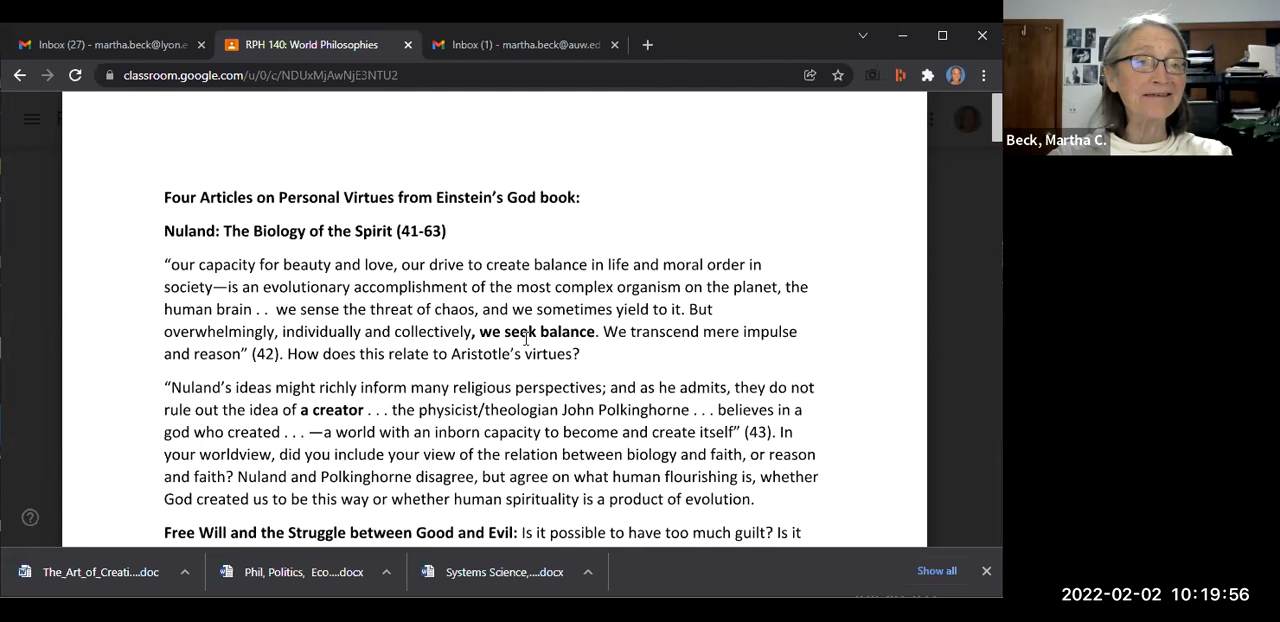 Inbox (27) - martha.beck@lyon.e
RPH 140: World Philosophies
Inbox (1) - martha.beck@auw.ed
classroom.google.com/u/0/c/NDUxMjAwNjE3NTU2
Beck, Martha C.
Four Articles on Personal Virtues from Einstein’s God book:
Nuland: The Biology of the Spirit (41-63)
“our capacity for beauty and love, our drive to create balance in life and moral order in
society—is an evolutionary accomplishment of the most complex organism on the planet, the
human brain . . we sense the threat of chaos, and we sometimes yield to it. But
overwhelmingly, individually and collectively, we seek balance. We transcend mere impulse
and reason” (42). How does this relate to Aristotle’s virtues?
“Nuland’s ideas might richly inform many religious perspectives; and as he admits, they do not
rule out the idea of a creator . . . the physicist/theologian John Polkinghorne . . . believes in a
god who created . . . —a world with an inborn capacity to become and create itself” (43). In
your worldview, did you include your view of the relation between biology and faith, or reason
and faith? Nuland and Polkinghorne disagree, but agree on what human flourishing is, whether
God created us to be this way or whether human spirituality is a product of evolution.
Free Will and the Struggle between Good and Evil: Is it possible to have too much guilt? Is it
The_Art_of_Creati....doc
Phil, Politics, Eco....docx
Systems Science,....docx
Show all
2022-02-02 10:19:56